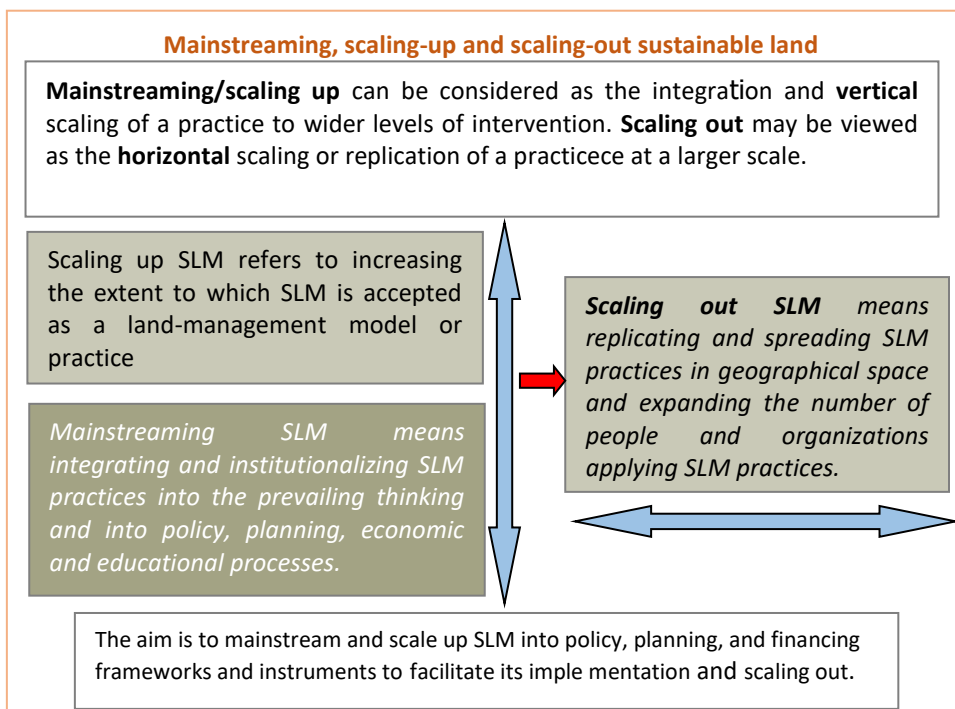 Mainstreaming, scaling-up and scaling-out sustainable land
Mainstreaming/scaling up can be considered as the integration and vertical
scaling of a practice to wider levels of intervention. Scaling out may be viewed
as the horizontal scaling or replication of a practicece at a larger scale.
Scaling up SLM refers to increasing
the extent to which SLM is accepted
as a land-management model or
practice
Mainstreaming SLM means
integrating and institutionalizing SLM
practices into the prevailing thinking
and into policy, planning, economic
and educational processes.
Scaling out SLM means
replicating and spreading SLM
practices in geographical space
and expanding the number of
people and organizations
applying SLM practices.
The aim is to mainstream and scale up SLM into policy, planning, and financing
frameworks and instruments to facilitate its imple mentation and scaling out.